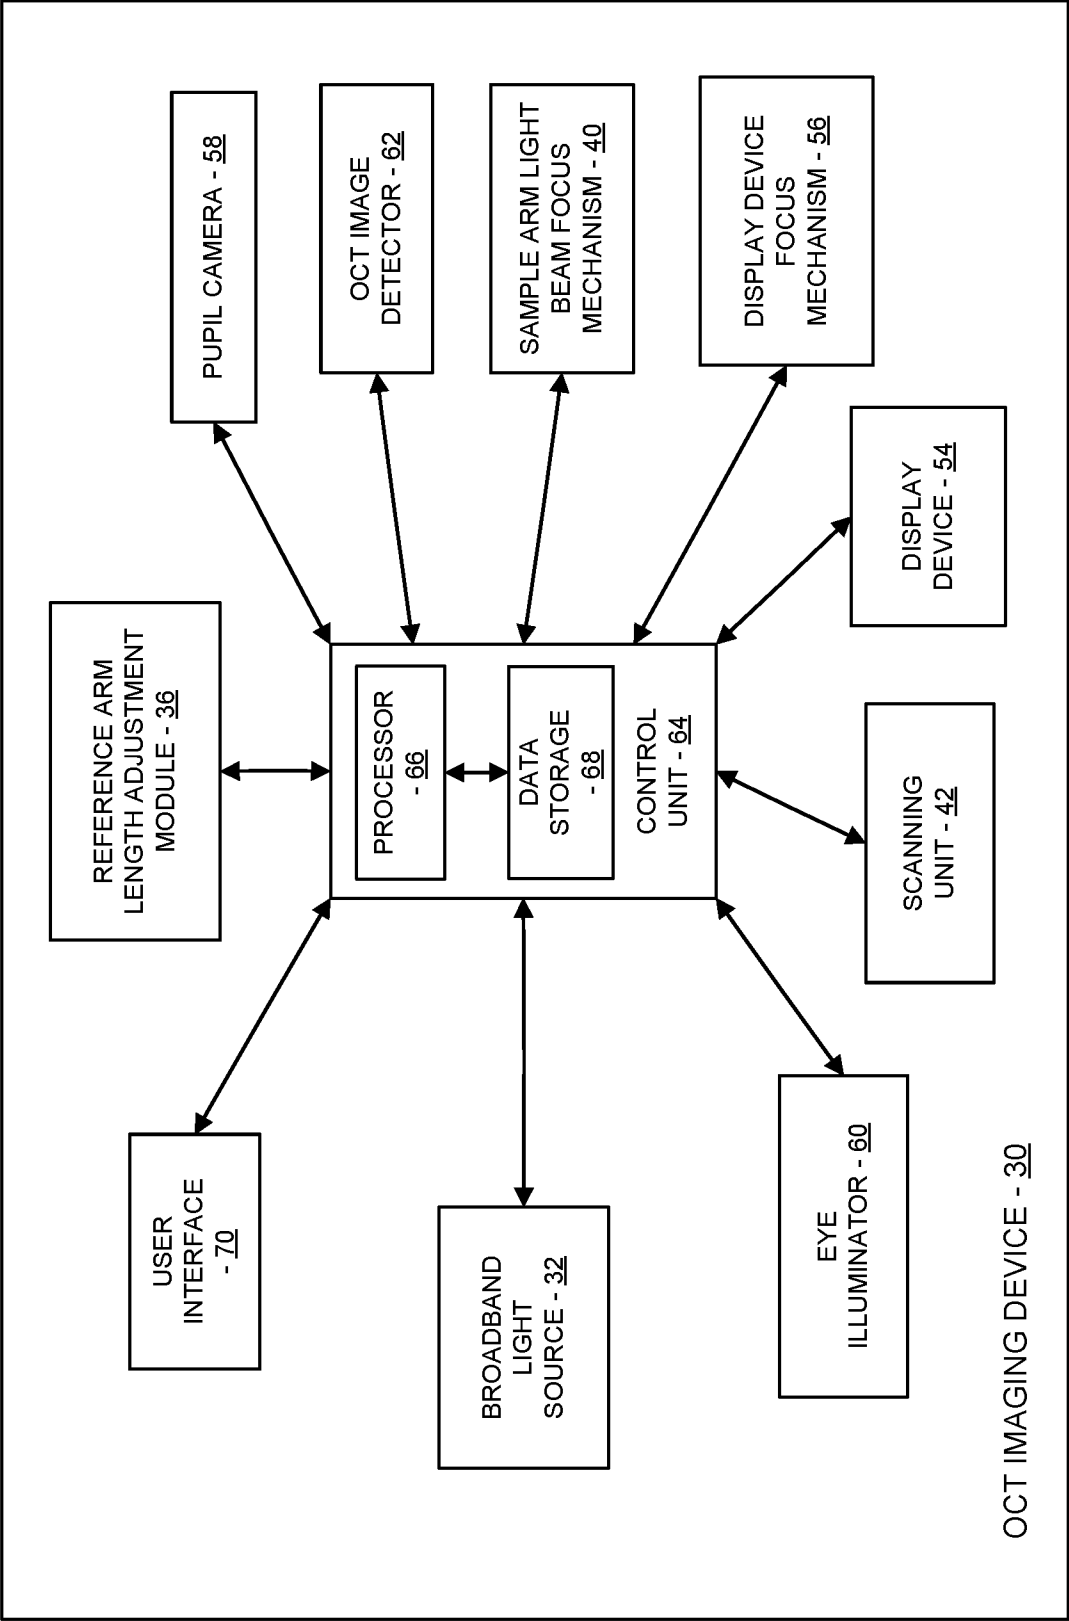 REFERENCE ARM
LENGTH ADJUSTMENT
MODULE - 36
USER
INTERFACE
- 70
PUPIL CAMERA - 58
OCT IMAGE
DETECTOR - 62
PROCESSOR
- 66
DATA
STORAGE
- 68
CONTROL
UNIT - 64
BROADBAND
LIGHT
SOURCE - 32
SAMPLE ARM LIGHT
BEAM FOCUS
MECHANISM - 40
DISPLAY DEVICE
FOCUS
MECHANISM - 56
EYE
ILLUMINATOR - 60
SCANNING
UNIT - 42
DISPLAY
DEVICE - 54
OCT IMAGING DEVICE - 30